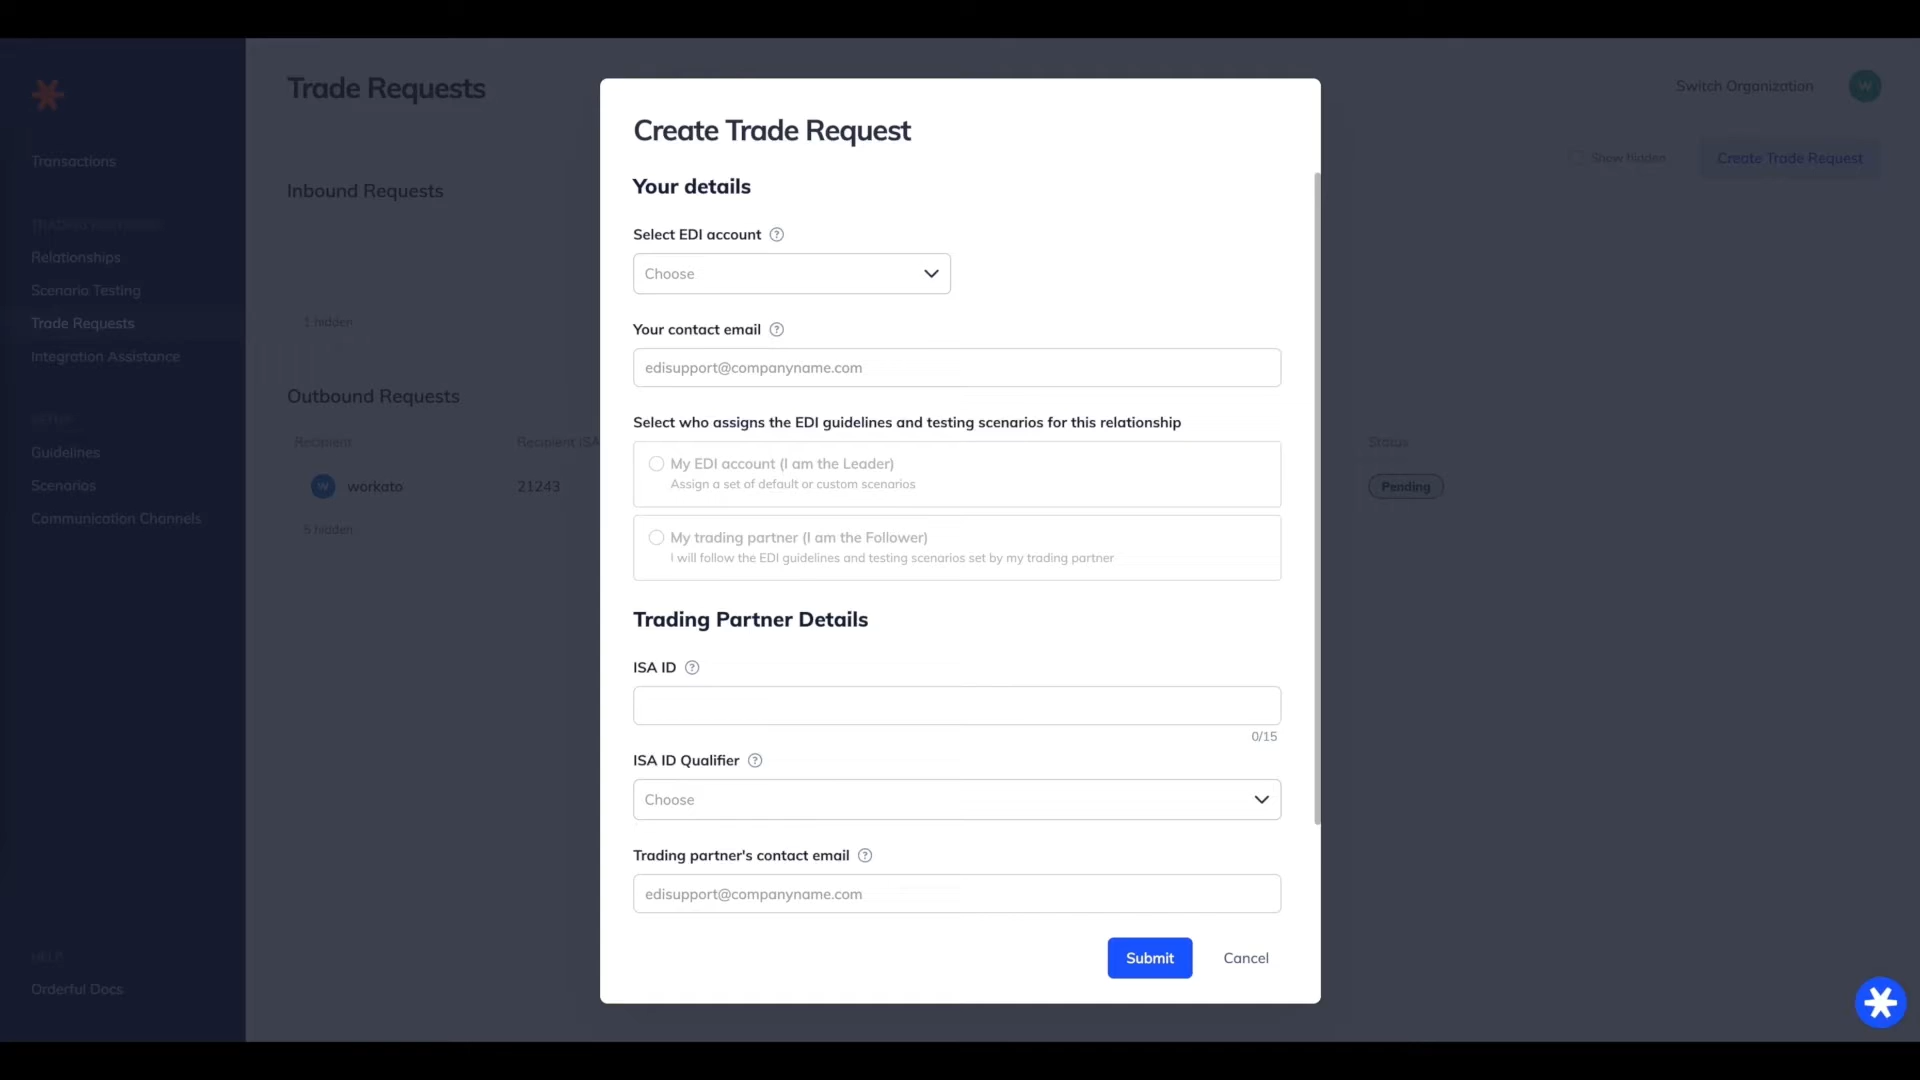 Trade Requests
Switch Organization
W
Transactions
Show hidden
Create Trade Request
Inbound Requests
Relationships
Scenario Testing
Trade Requests
1 hidden
Integration Assistance
Outbound Requests
SETUP
Recipient
Recipient ISA
Status
Guidelines
Scenarios
W workato
21243
Pending
Communication Channels
5 hidden
HELP
Orderful Docs
Create Trade Request
Your details
Select EDI account ?
Choose
Your contact email ?
edisupport@companyname.com
Select who assigns the EDI guidelines and testing scenarios for this relationship
My EDI account (I am the Leader)
Assign a set of default or custom scenarios
My trading partner (I am the Follower)
I will follow the EDI guidelines and testing scenarios set by my trading partner
Trading Partner Details
ISA ID ?
0/15
ISA ID Qualifier ?
Choose
Trading partner's contact email ?
edisupport@companyname.com
Submit
Cancel